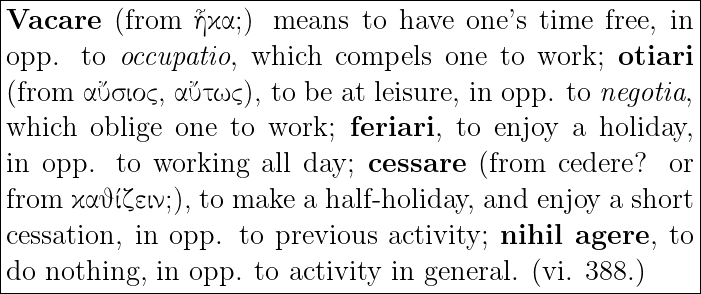 Vacare (from ἧκα;) means to have one's time free, in
opp. to occupatio, which compels one to work; otiari
(from αὔσιος, αὔτως), to be at leisure, in opp. to negotia,
which oblige one to work; feriari, to enjoy a holiday,
in opp. to working all day; cessare (from cedere? or
from καθίζειν;), to make a half-holiday, and enjoy a short
cessation, in opp. to previous activity; nihil agere, to
do nothing, in opp. to activity in general. (vi. 388.)